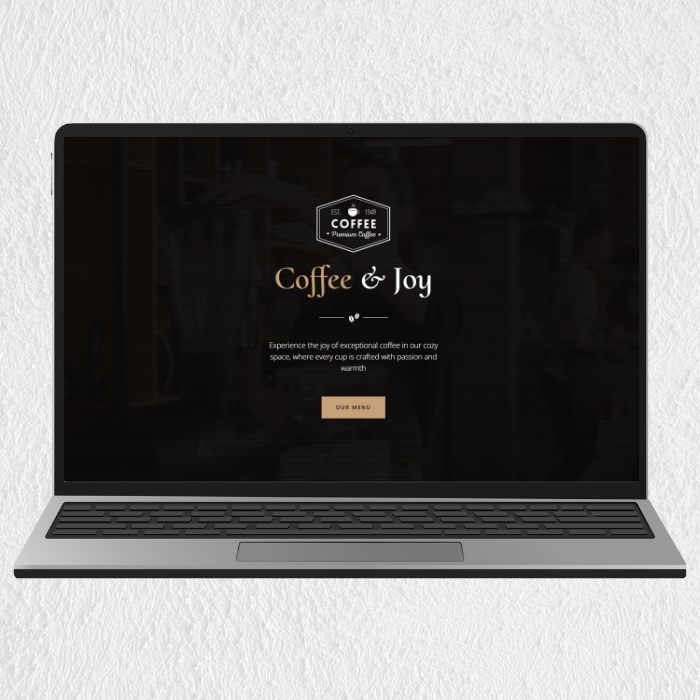 EST. 1949
COFFEE
• Premium Coffee •
Coffee & Joy
Experience the joy of exceptional coffee in our cozy
space, where every cup is crafted with passion and
warmth
OUR MENU